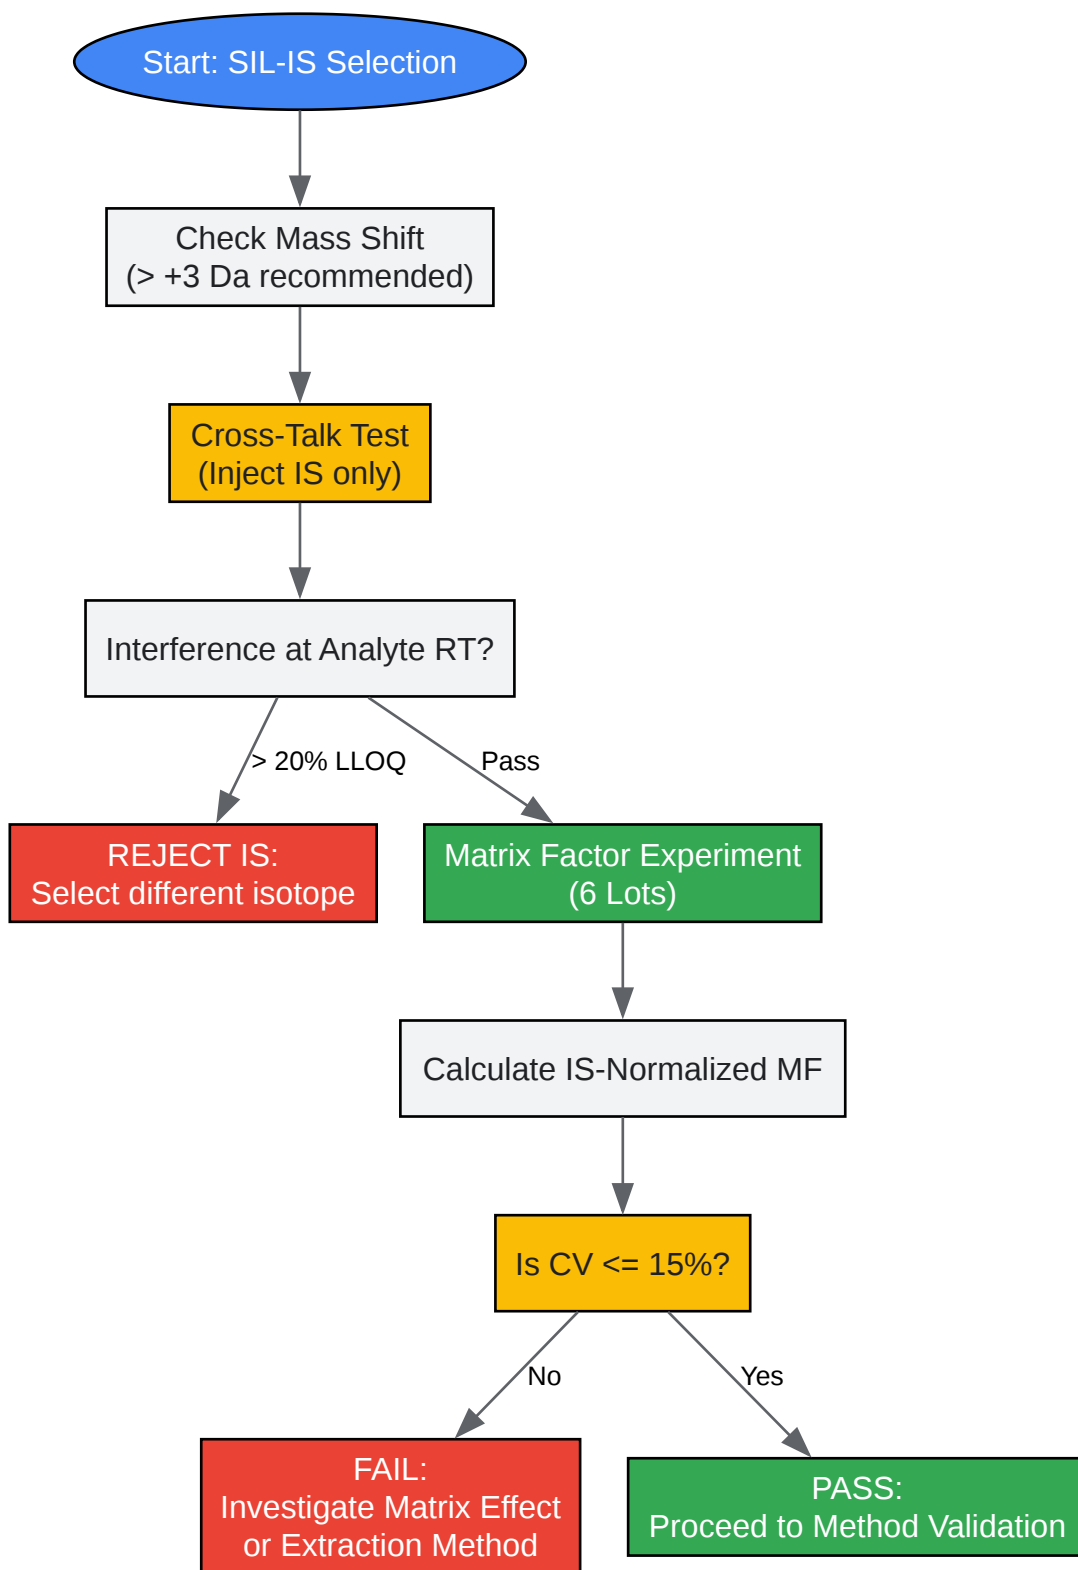 Start: SIL-IS Selection
Check Mass Shift
(> +3 Da recommended)
Cross-Talk Test
(Inject IS only)
Interference at Analyte RT?
> 20% LLOQ
Pass
REJECT IS:
Select different isotope
Matrix Factor Experiment
(6 Lots)
Calculate IS-Normalized MF
Is CV <= 15%?
No
Yes
FAIL:
Investigate Matrix Effect
or Extraction Method
PASS:
Proceed to Method Validation